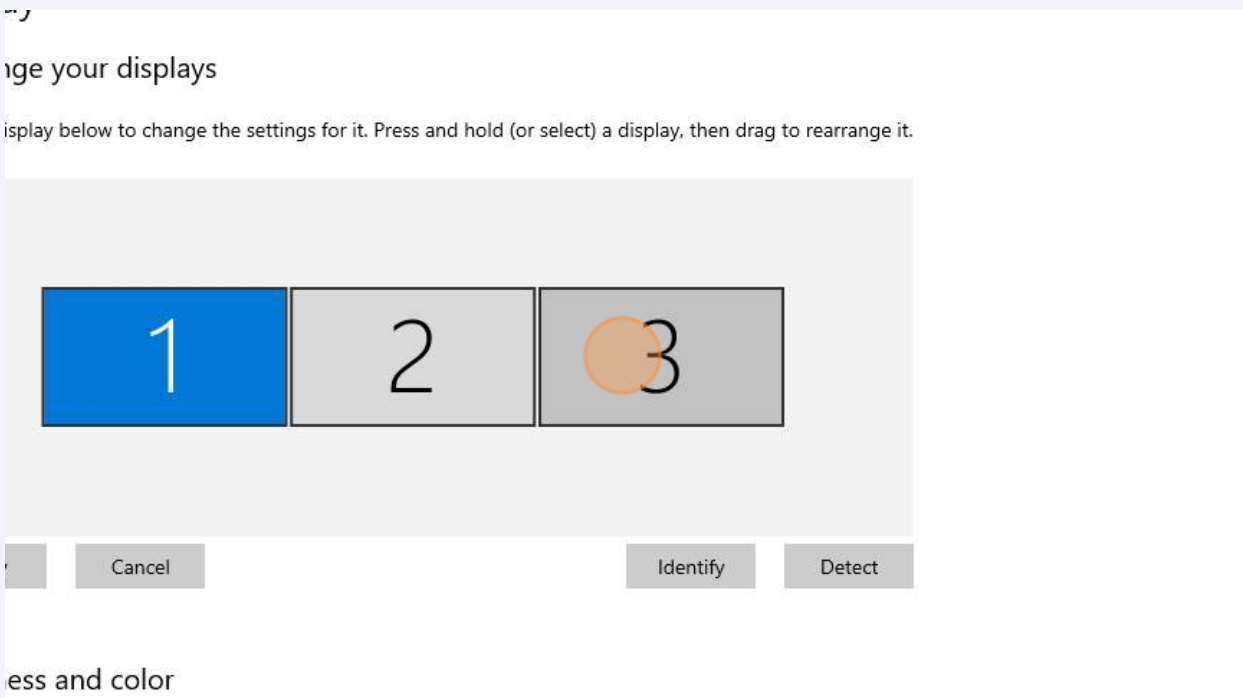 nge your displays
isplay below to change the settings for it. Press and hold (or select) a display, then drag to rearrange it.
1 2 3
Cancel Identify Detect
ess and color